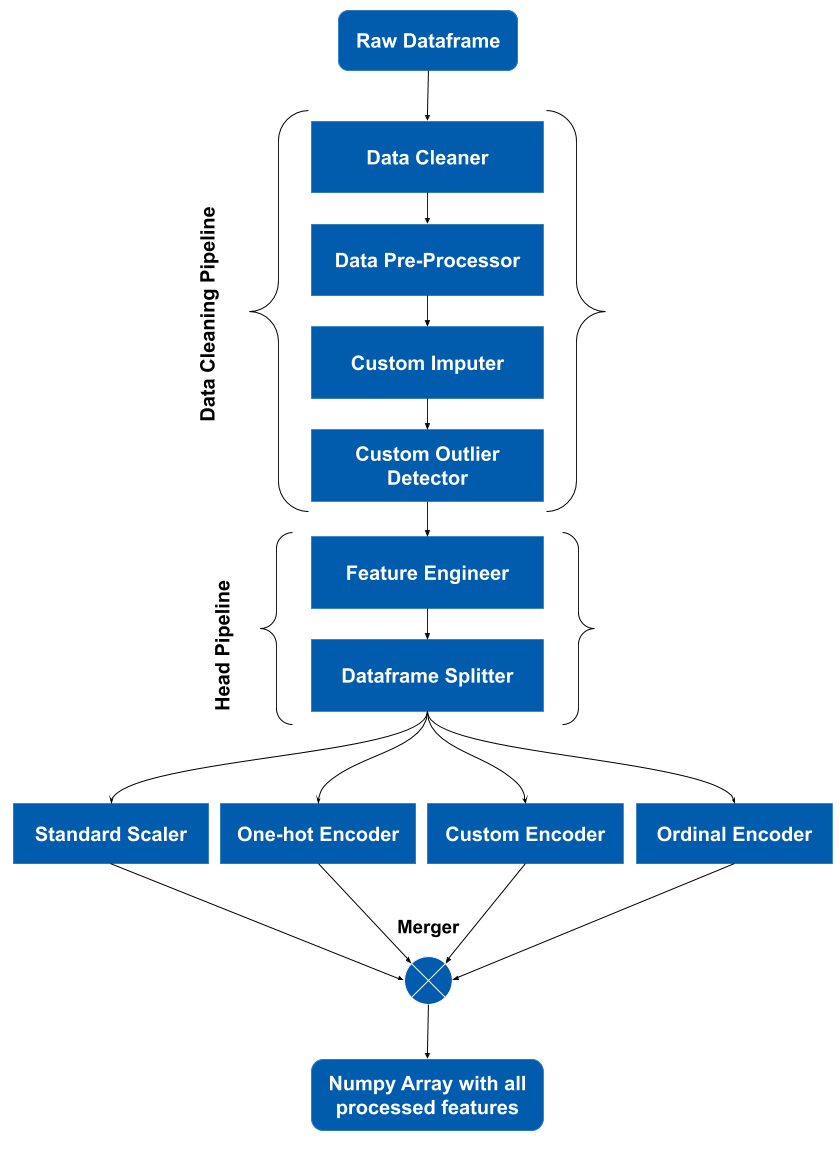 Raw Dataframe
Data Cleaning Pipeline
Data Cleaner
Data Pre-Processor
Custom Imputer
Custom Outlier
Detector
Head Pipeline
Feature Engineer
Dataframe Splitter
Standard Scaler
One-hot Encoder
Custom Encoder
Ordinal Encoder
Merger
Numpy Array with all
processed features